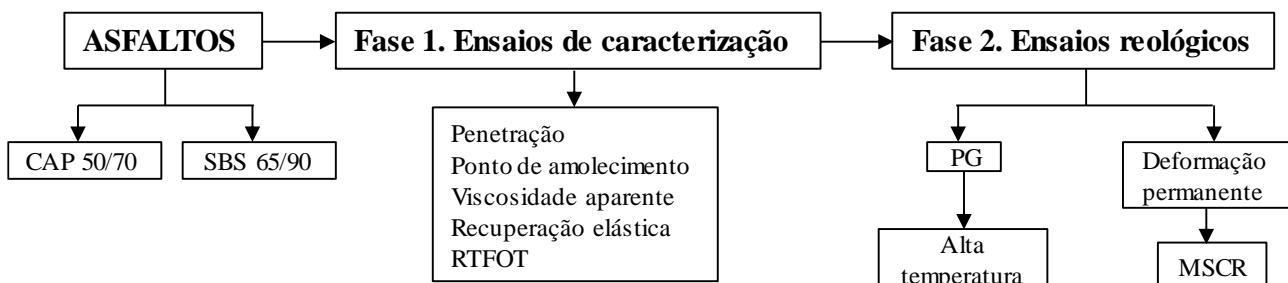 ASFALTOS
Fase 1. Ensaios de caracterização
Fase 2. Ensaios reológicos
CAP 50/70
SBS 65/90
Penetração
Ponto de amolecimento
Viscosidade aparente
Recuperação elástica
RTFOT
PG
Deformação
permanente
Alta
temperatura
MSCR